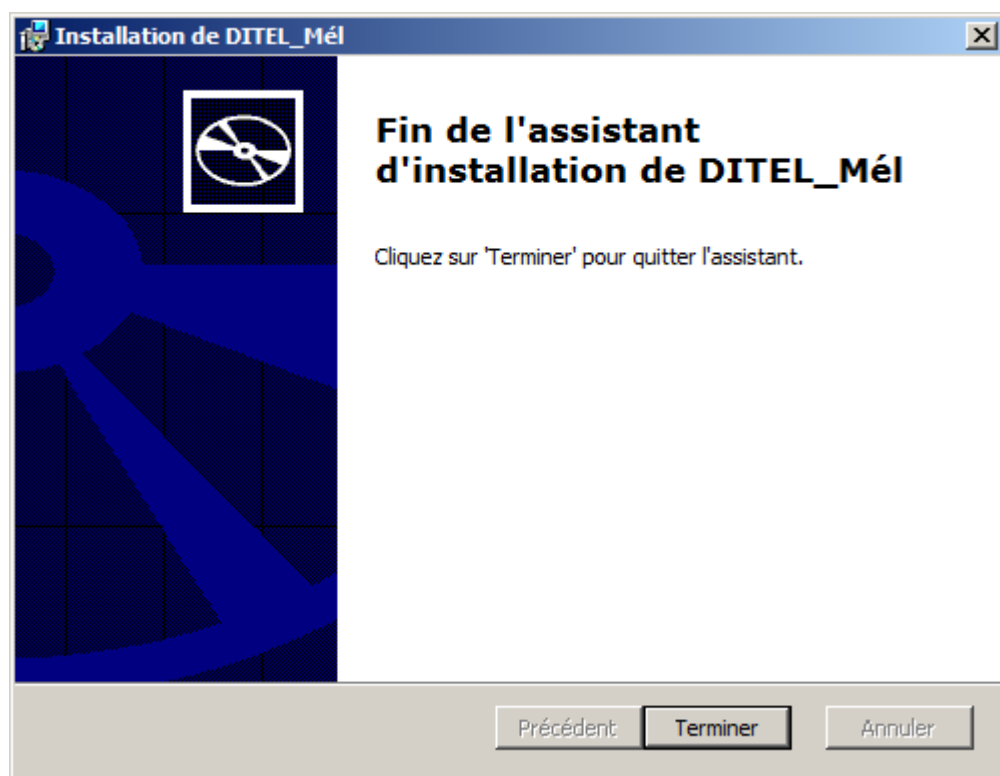 Installation de DITEL_Mél
Fin de l'assistant
d'installation de DITEL_Mél
Cliquez sur 'Terminer' pour quitter l'assistant.
Précédent Terminer Annuler